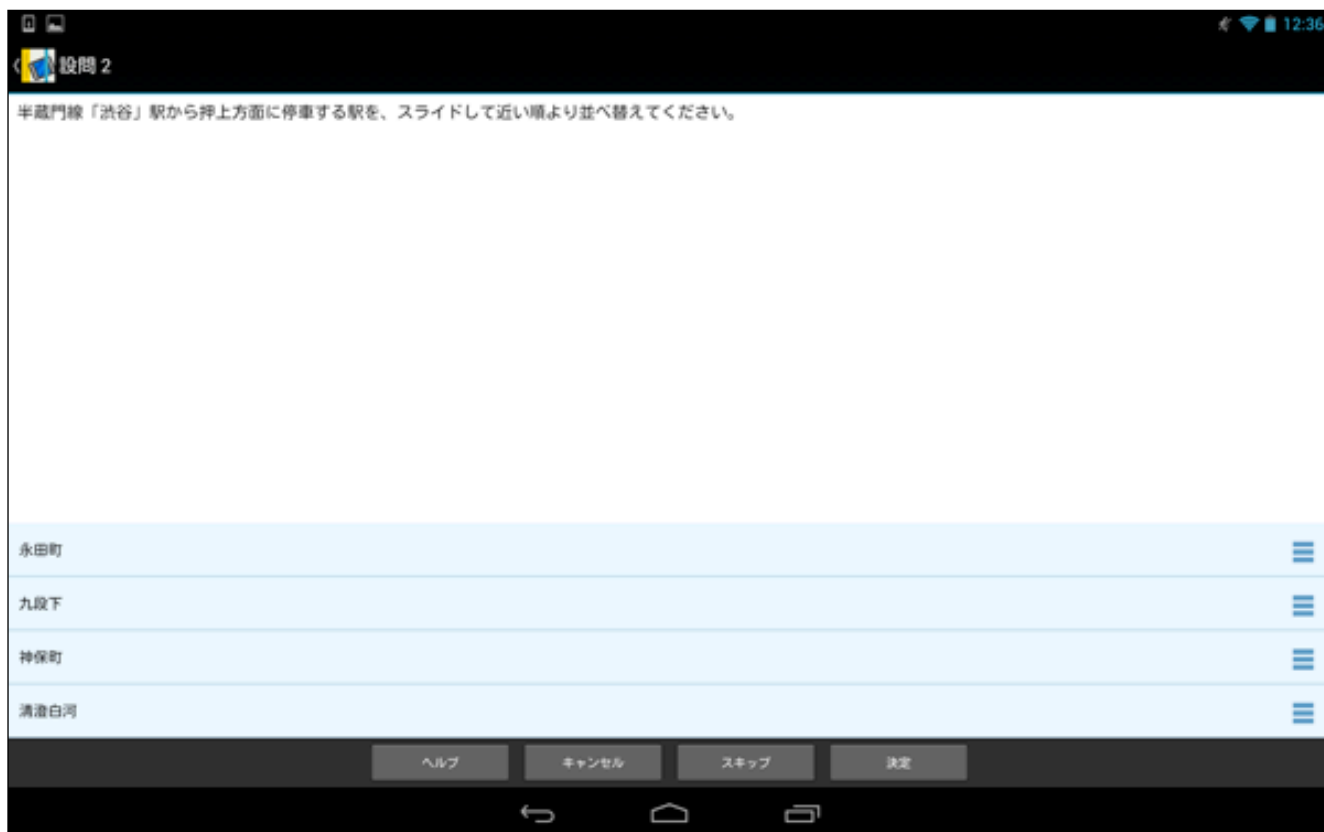 12:36
設問 2
半蔵門線「渋谷」駅から押上方面に停車する駅を、スライドして近い順より並べ替えてください。
永田町
九段下
神保町
清澄白河
ヘルプ
キャンセル
スキップ
決定